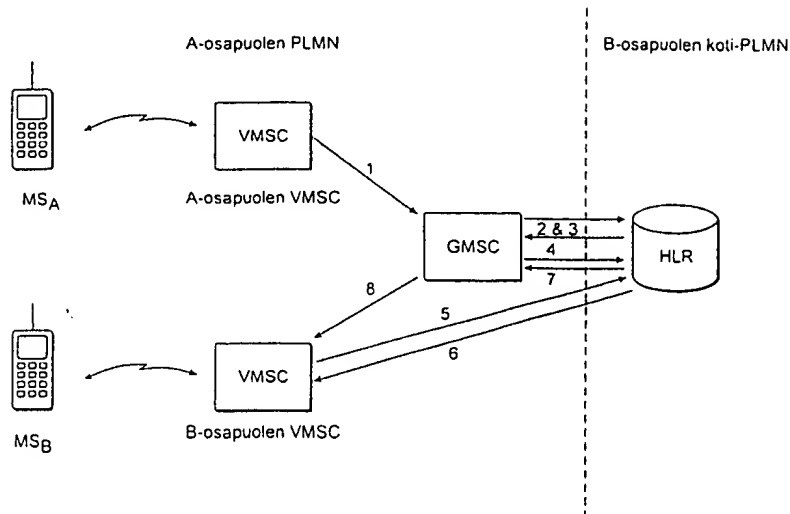 A-osapuolen PLMN
B-osapuolen koti-PLMN
VMSC
1
MSA
A-osapuolen VMSC
GMSC
2 & 3
4
7
HLR
8
5
6
VMSC
MSB
B-osapuolen VMSC